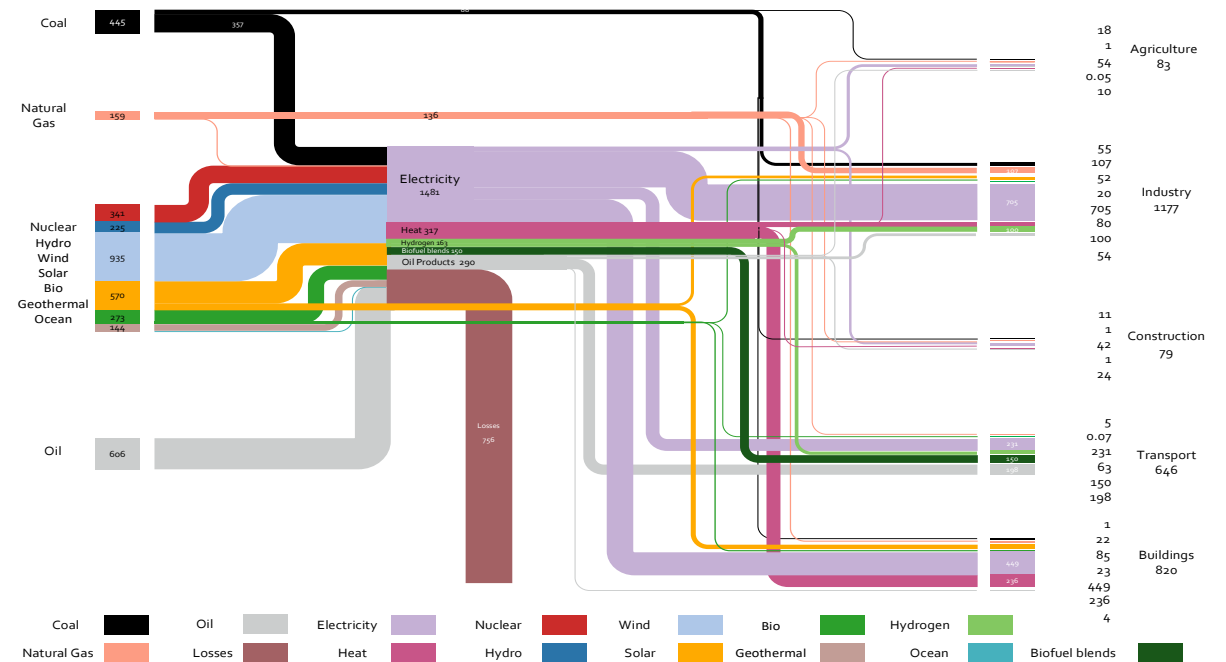 Coal
445
357
88
Natural
Gas
159
136
18
1
54
0.05
10
Agriculture
83
Electricity
1481
55
107
52
20
705
80
100
54
Industry
1177
705
100
341
Nuclear
225
Hydro
Wind
935
Solar
Bio
570
Geothermal
273
Ocean
144
Heat 317
Hydrogen 163
Biofuel blends 150
Oil Products 290
11
1
42
1
24
Construction
79
Losses
756
Oil
606
5
0.07
231
63
150
198
Transport
646
231
150
198
1
22
85
23
449
236
4
Buildings
820
449
236
Coal
Oil
Electricity
Nuclear
Wind
Bio
Hydrogen
Natural Gas
Losses
Heat
Hydro
Solar
Geothermal
Ocean
Biofuel blends